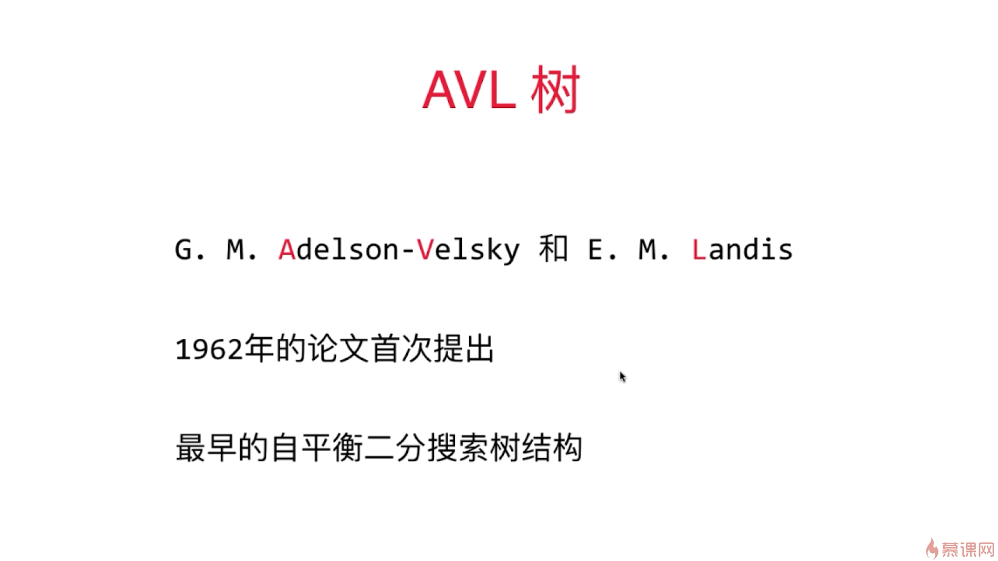 AVL 树
G. M. Adelson-Velsky 和 E. M. Landis
1962年的论文首次提出
最早的自平衡二分搜索树结构
慕课网